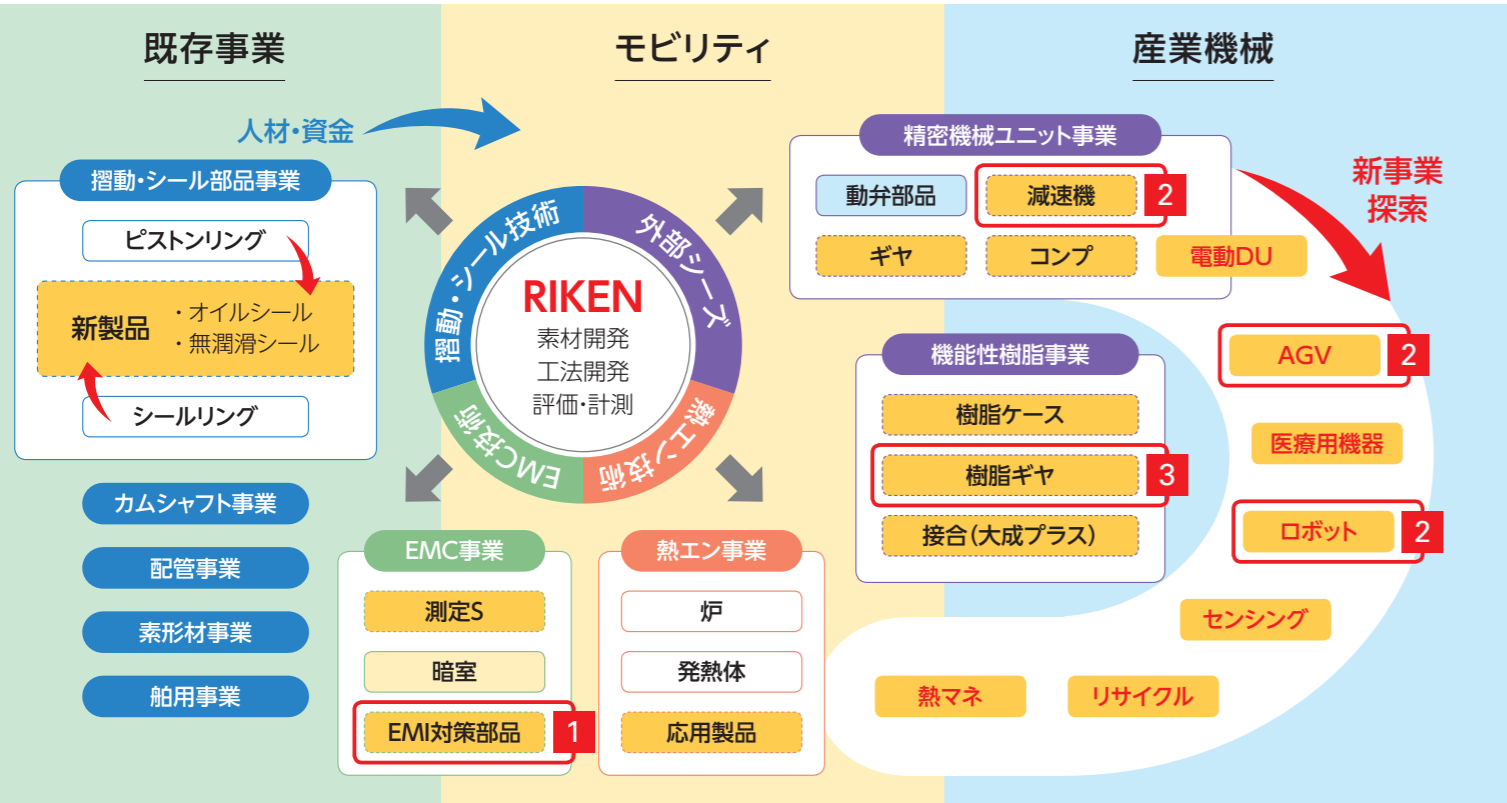 既存事業
モビリティ
産業機械
人材・資金
摺動・シール部品事業
ピストンリング
新製品
・オイルシール
・無潤滑シール
シールリング
カムシャフト事業
配管事業
素形材事業
舶用事業
摺動・シール技術
外部シーズ
EMC技術
熱エン技術
RIKEN
素材開発
工法開発
評価・計測
EMC事業
測定S
暗室
EMI対策部品
1
熱エン事業
炉
発熱体
応用製品
精密機械ユニット事業
動弁部品
減速機
2
ギヤ
コンプ
電動DU
機能性樹脂事業
樹脂ケース
樹脂ギヤ
3
接合(大成プラス)
新事業
探索
AGV
2
医療用機器
ロボット
2
センシング
熱マネ
リサイクル